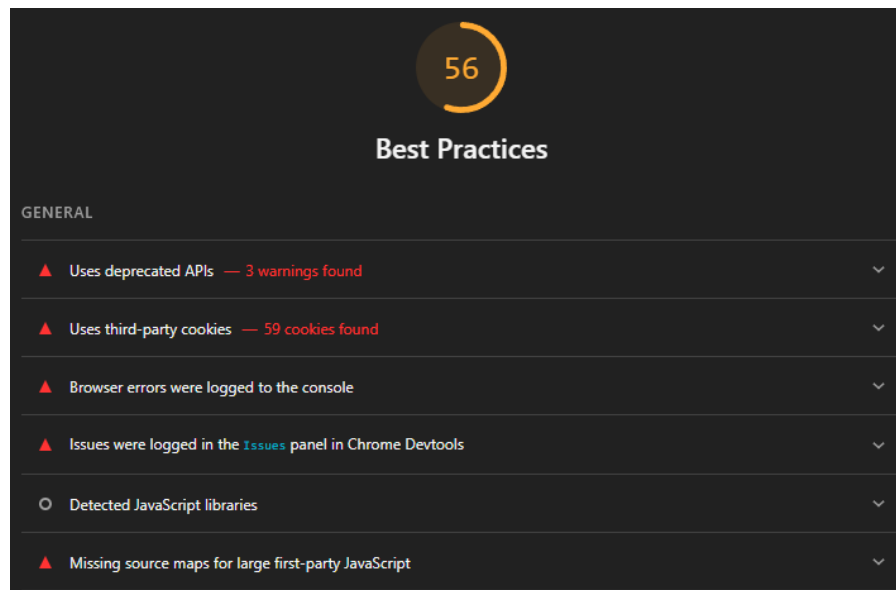 56
Best Practices
GENERAL
Uses deprecated APIs — 3 warnings found
Uses third-party cookies — 59 cookies found
Browser errors were logged to the console
Issues were logged in the Issues panel in Chrome Devtools
Detected JavaScript libraries
Missing source maps for large first-party JavaScript